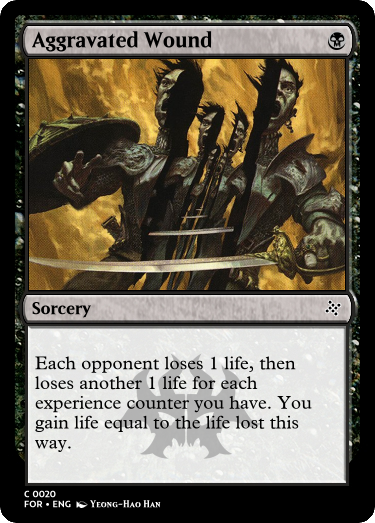 Aggravated Wound
Sorcery
Each opponent loses 1 life, then
loses another 1 life for each
experience counter you have. You
gain life equal to the life lost this
way.
C 0020
FOR • ENG Yeong-Hao Han